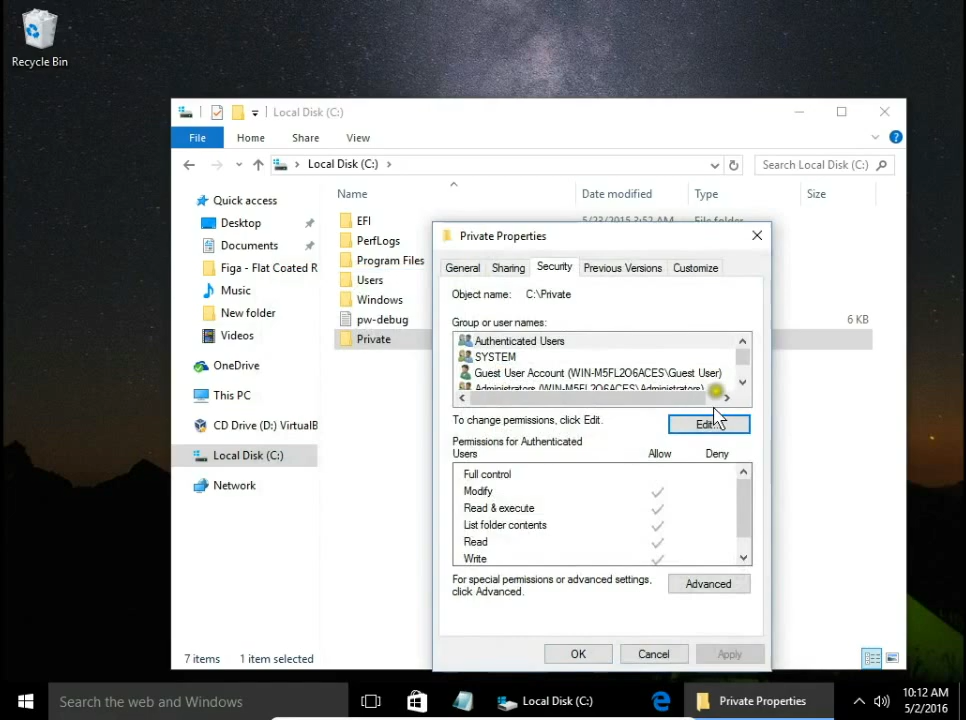 Recycle Bin
Local Disk (C:)
File
Home
Share
View
Local Disk (C:)
Search Local Disk (C:)
Quick access
Desktop
Documents
Figa - Flat Coated R
Music
New folder
Videos
OneDrive
This PC
CD Drive (D:) VirtualB
Local Disk (C:)
Network
Name
Date modified
Type
Size
EFI
5/23/2015 3:52 AM
File folder
PerfLogs
Program Files
Users
Windows
pw-debug
6 KB
Private
Private Properties
General
Sharing
Security
Previous Versions
Customize
Object name: C:\Private
Group or user names:
Authenticated Users
SYSTEM
Guest User Account (WIN-M5FL2O6ACES\Guest User)
Administrators (WIN-M5FL2O6ACES\Administrators)
To change permissions, click Edit.
Permissions for Authenticated
Users
Allow
Deny
Full control
Modify
Read & execute
List folder contents
Read
Write
For special permissions or advanced settings,
click Advanced.
Advanced
OK
Cancel
Apply
7 items
1 item selected
Search the web and Windows
Local Disk (C:)
Private Properties
10:12 AM
5/2/2016